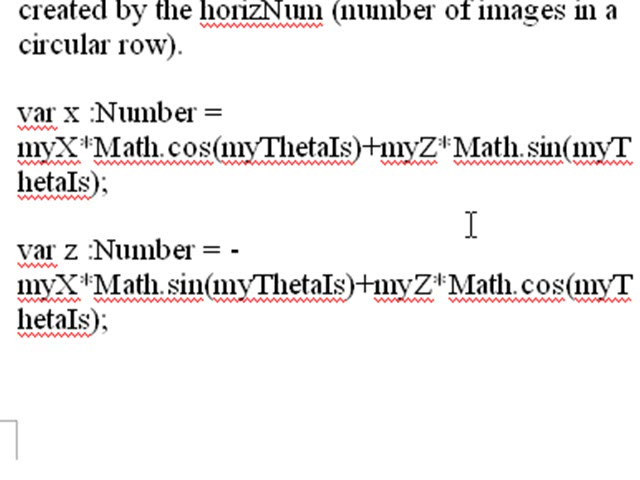 created by the horizNum (number of images in a
circular row).
var x :Number =
myX*Math.cos(myThetaIs)+myZ*Math.sin(myT
hetaIs);
var z :Number = -
myX*Math.sin(myThetaIs)+myZ*Math.cos(myT
hetaIs);